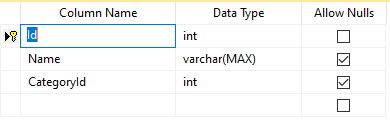 Column Name Data Type Allow Nulls
Id int
Name varchar(MAX)
CategoryId int